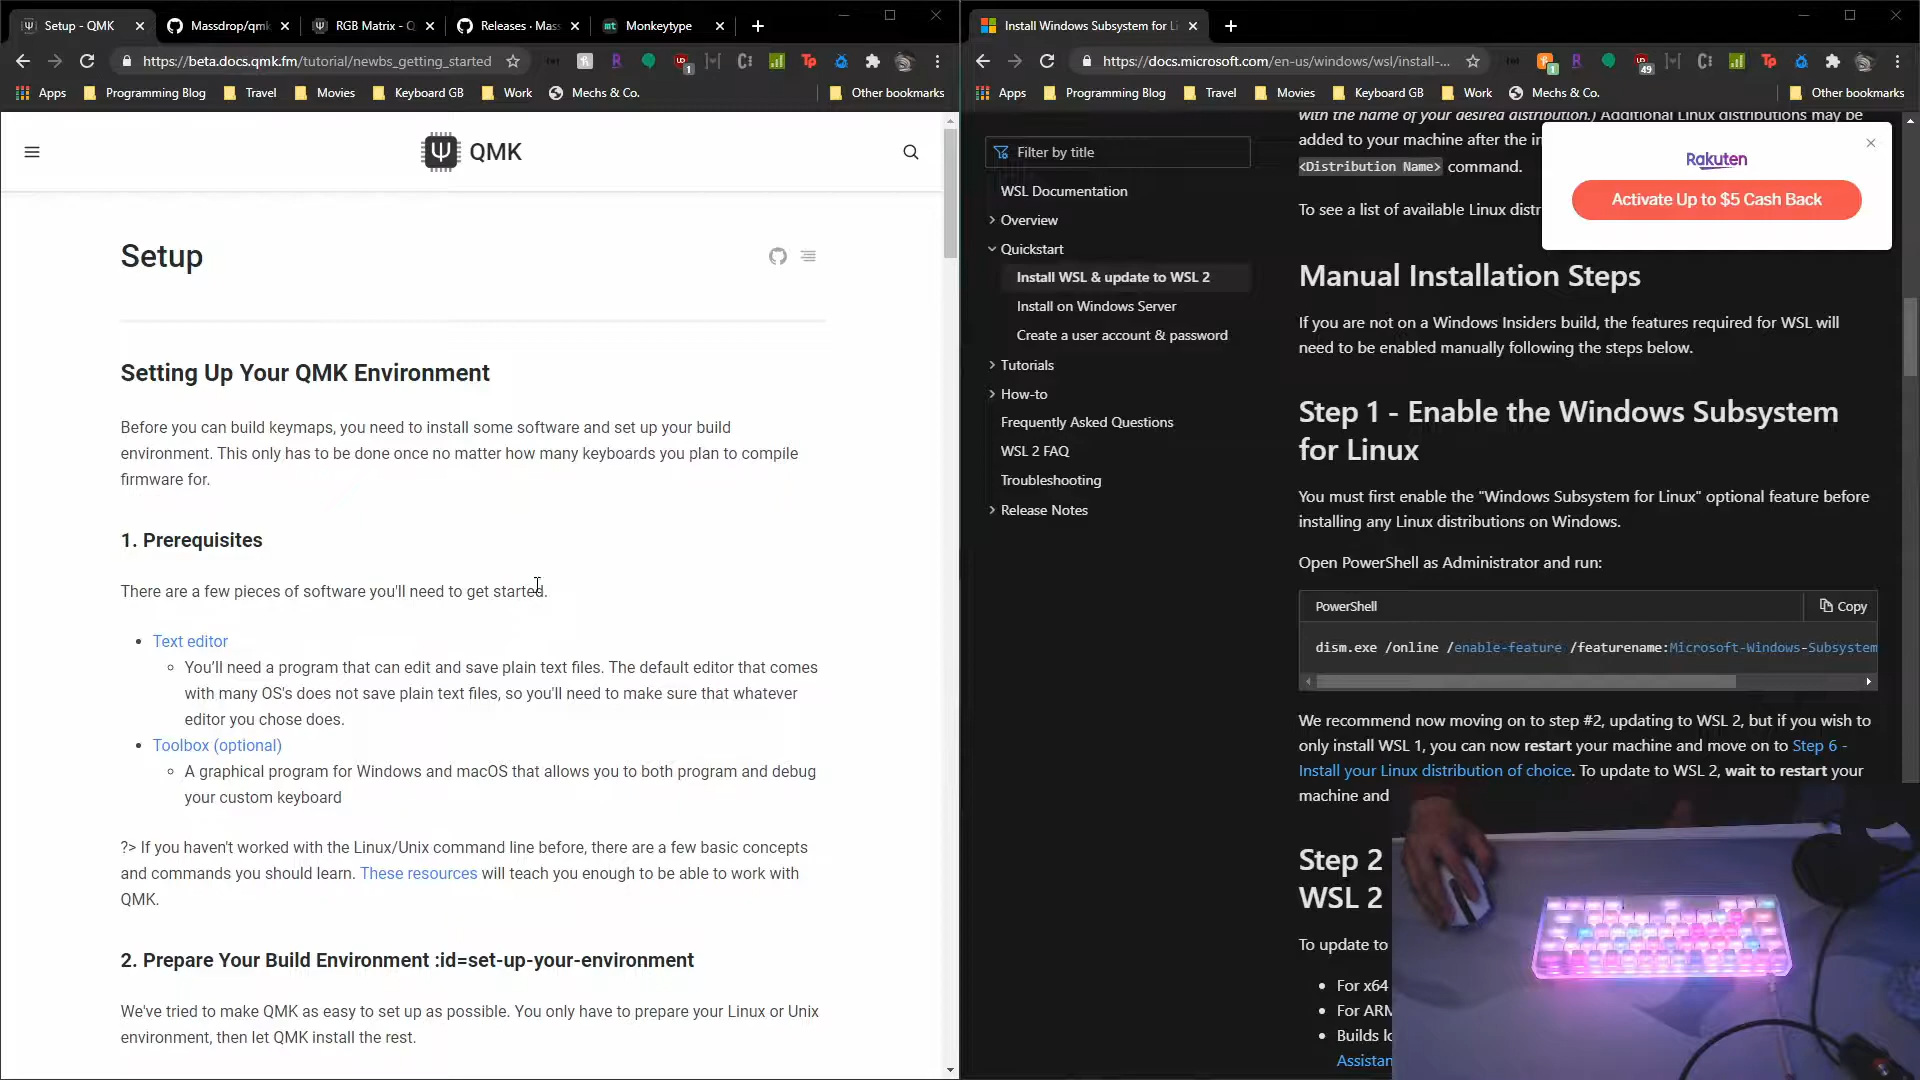 Setup - QMK
Massdrop/qmk
RGB Matrix - Q
Releases · Mass
Monkeytype
https://beta.docs.qmk.fm/tutorial/newbs_getting_started
Apps
Programming Blog
Travel
Movies
Keyboard GB
Work
Mechs & Co.
Other bookmarks
QMK
Setup
Setting Up Your QMK Environment
Before you can build keymaps, you need to install some software and set up your build
environment. This only has to be done once no matter how many keyboards you plan to compile
firmware for.
1. Prerequisites
There are a few pieces of software you'll need to get started.
Text editor
You'll need a program that can edit and save plain text files. The default editor that comes
with many OS's does not save plain text files, so you'll need to make sure that whatever
editor you chose does.
Toolbox (optional)
A graphical program for Windows and macOS that allows you to both program and debug
your custom keyboard
?> If you haven't worked with the Linux/Unix command line before, there are a few basic concepts
and commands you should learn. These resources will teach you enough to be able to work with
QMK.
2. Prepare Your Build Environment :id=set-up-your-environment
We've tried to make QMK as easy to set up as possible. You only have to prepare your Linux or Unix
environment, then let QMK install the rest.
Install Windows Subsystem for Li
https://docs.microsoft.com/en-us/windows/wsl/install-...
Apps
Programming Blog
Travel
Movies
Keyboard GB
Work
Mechs & Co.
Other bookmarks
Filter by title
WSL Documentation
Overview
Quickstart
Install WSL & update to WSL 2
Install on Windows Server
Create a user account & password
Tutorials
How-to
Frequently Asked Questions
WSL 2 FAQ
Troubleshooting
Release Notes
with the name of your desired distribution.) Additional Linux distributions may be
added to your machine after the in
<Distribution Name> command.
To see a list of available Linux distr
Rakuten
Activate Up to $5 Cash Back
Manual Installation Steps
If you are not on a Windows Insiders build, the features required for WSL will
need to be enabled manually following the steps below.
Step 1 - Enable the Windows Subsystem
for Linux
You must first enable the "Windows Subsystem for Linux" optional feature before
installing any Linux distributions on Windows.
Open PowerShell as Administrator and run:
PowerShell
Copy
dism.exe /online /enable-feature /featurename:Microsoft-Windows-Subsystem
We recommend now moving on to step #2, updating to WSL 2, but if you wish to
only install WSL 1, you can now restart your machine and move on to Step 6 -
Install your Linux distribution of choice. To update to WSL 2, wait to restart your
machine and
Step 2
WSL 2
To update to
For x64
For ARM
Builds lo
Assistan